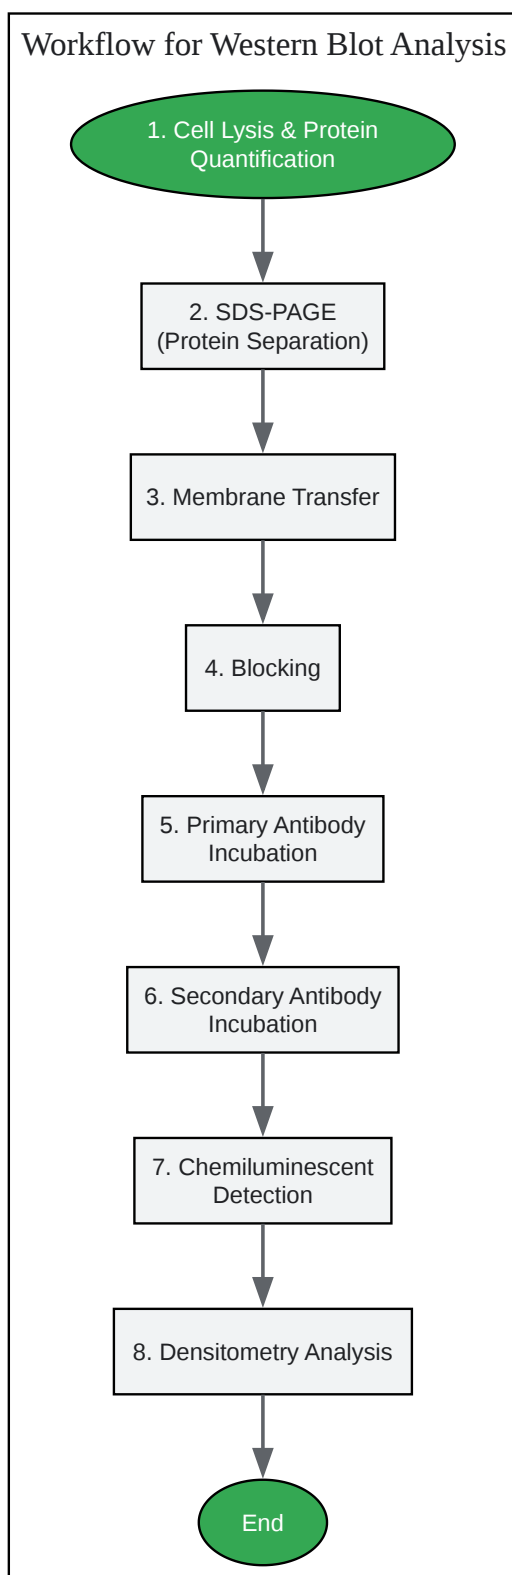 Workflow for Western Blot Analysis
1. Cell Lysis & Protein
Quantification
2. SDS-PAGE
(Protein Separation)
3. Membrane Transfer
4. Blocking
5. Primary Antibody
Incubation
6. Secondary Antibody
Incubation
7. Chemiluminescent
Detection
8. Densitometry Analysis
End